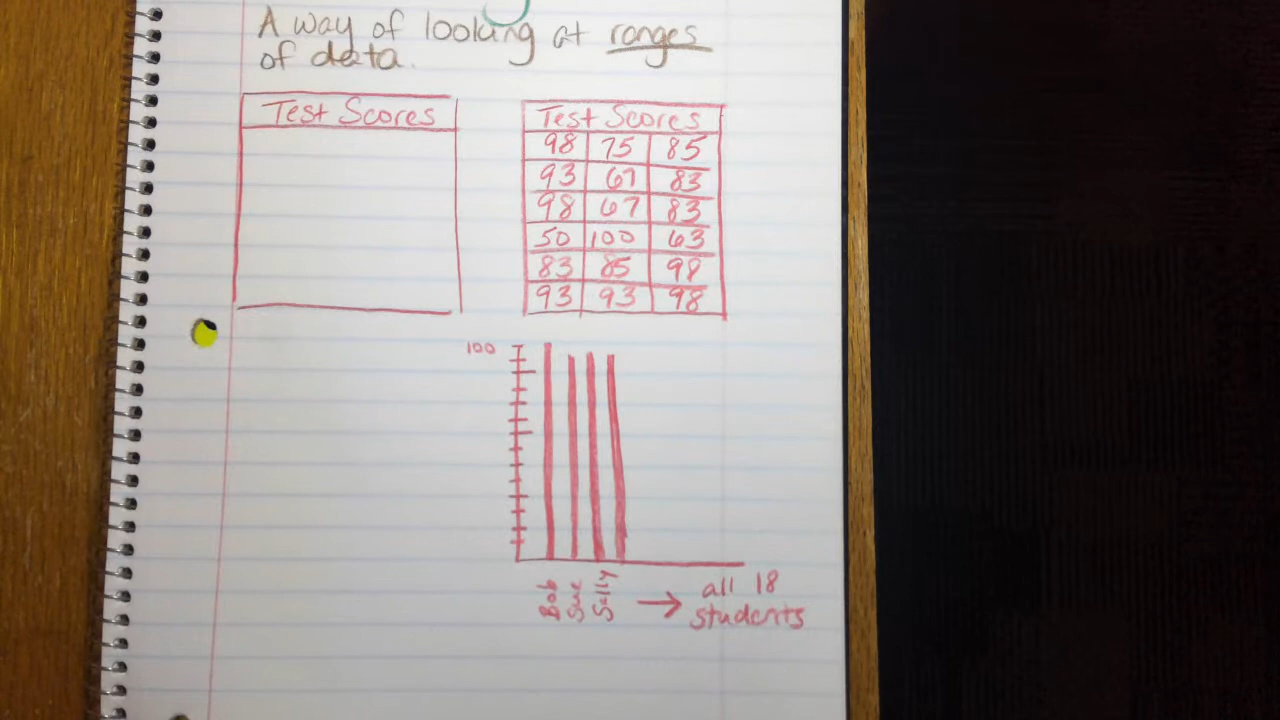 A way of looking at ranges
of data.
Test Scores
Test Scores
98 75 85
93 67 83
98 67 83
50 100 63
83 85 98
93 93 98
100
Bob
Sue
Sally
all 18
students